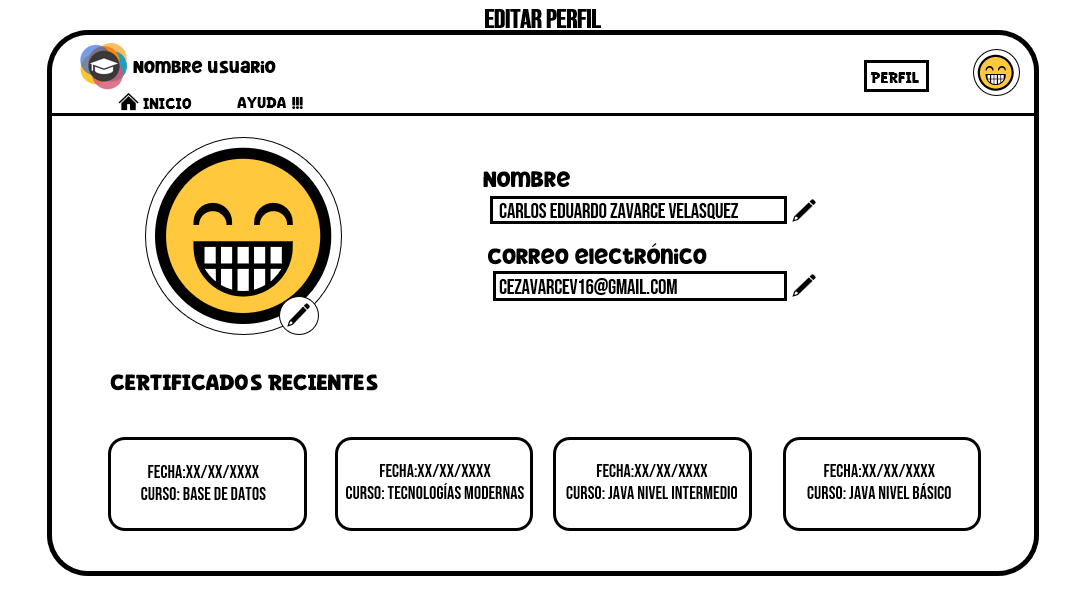 EDITAR PERFIL
Nombre usuario
PERFIL
INICIO
AYUDA !!!
Nombre
CARLOS EDUARDO ZAVARCE VELASQUEZ
Correo electrónico
CEZAVARCEV16@GMAIL.COM
CERTIFICADOS RECIENTES
FECHA:XX/XX/XXXX
CURSO: BASE DE DATOS
FECHA:XX/XX/XXXX
CURSO: TECNOLOGÍAS MODERNAS
FECHA:XX/XX/XXXX
CURSO: JAVA NIVEL INTERMEDIO
FECHA:XX/XX/XXXX
CURSO: JAVA NIVEL BÁSICO